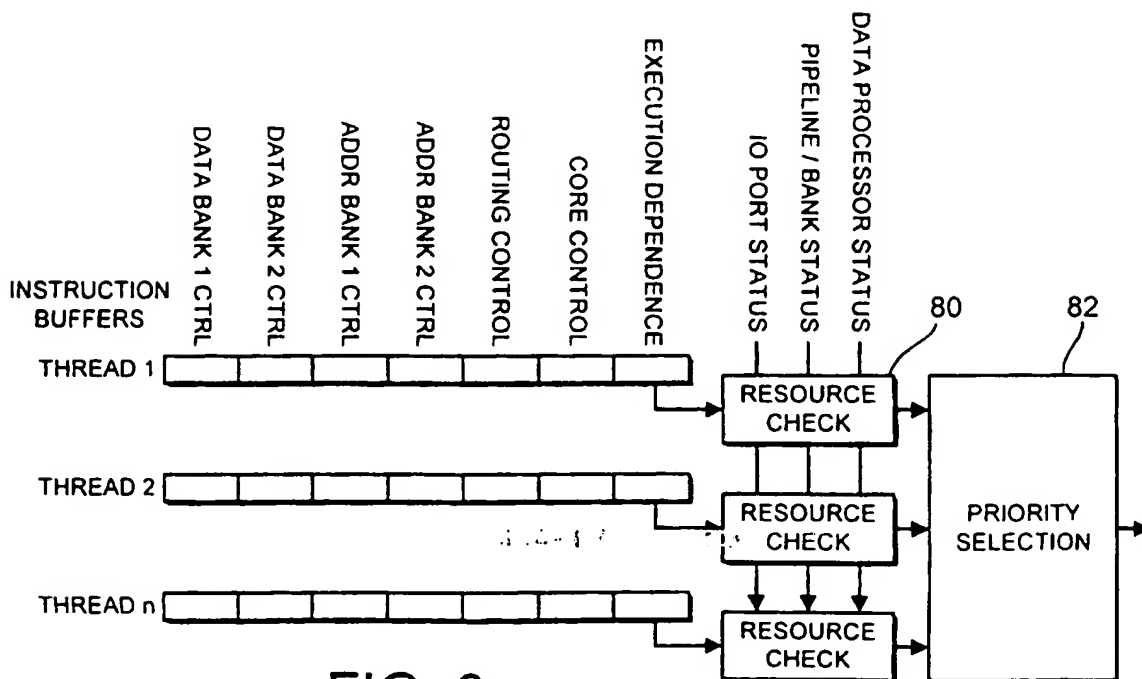 DATA BANK 1 CTRL
DATA BANK 2 CTRL
ADDR BANK 1 CTRL
ADDR BANK 2 CTRL
ROUTING CONTROL
CORE CONTROL
EXECUTION DEPENDENCE
IO PORT STATUS
PIPELINE / BANK STATUS
DATA PROCESSOR STATUS
INSTRUCTION
BUFFERS
80
82
THREAD 1
RESOURCE
CHECK
THREAD 2
RESOURCE
CHECK
PRIORITY
SELECTION
THREAD n
RESOURCE
CHECK